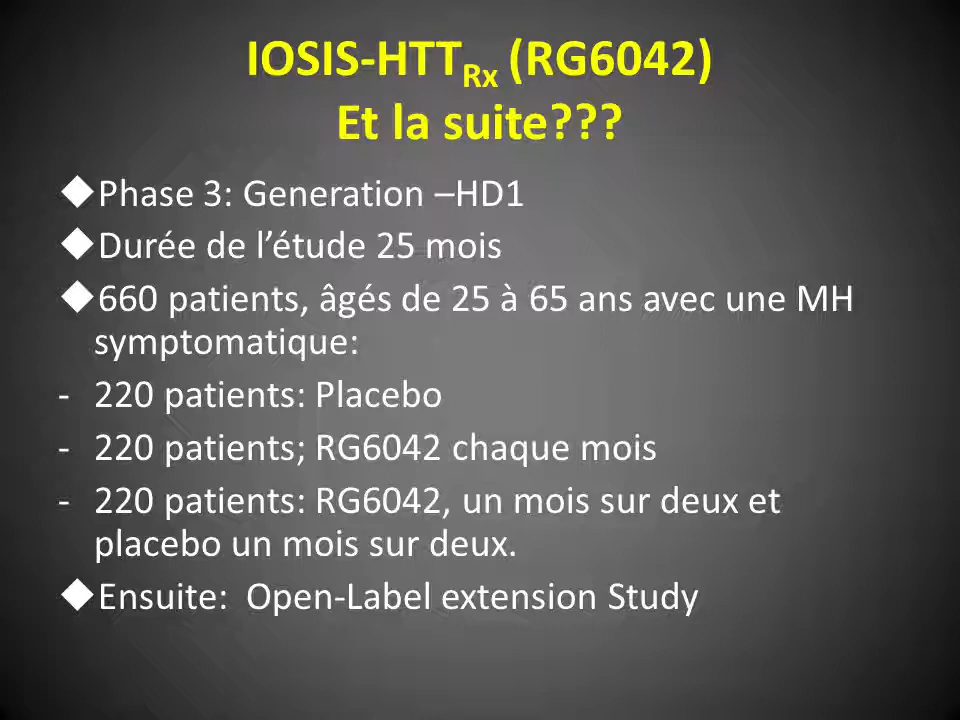 IOSIS-HTTRx (RG6042)
Et la suite???
◆Phase 3: Generation –HD1
◆Durée de l’étude 25 mois
◆660 patients, âgés de 25 à 65 ans avec une MH
symptomatique:
- 220 patients: Placebo
- 220 patients; RG6042 chaque mois
- 220 patients: RG6042, un mois sur deux et
placebo un mois sur deux.
◆Ensuite: Open-Label extension Study